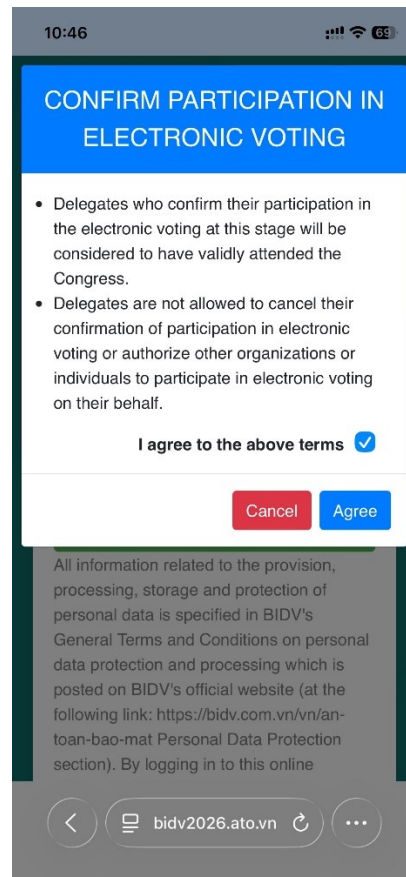 10:46
69
CONFIRM PARTICIPATION IN
ELECTRONIC VOTING
• Delegates who confirm their participation in
the electronic voting at this stage will be
considered to have validly attended the
Congress.
• Delegates are not allowed to cancel their
confirmation of participation in electronic
voting or authorize other organizations or
individuals to participate in electronic voting
on their behalf.
I agree to the above terms
Cancel Agree
All information related to the provision,
processing, storage and protection of
personal data is specified in BIDV's
General Terms and Conditions on personal
data protection and processing which is
posted on BIDV's official website (at the
following link: https://bidv.com.vn/vn/an-
toan-bao-mat Personal Data Protection
section). By logging in to this online
bidv2026.ato.vn